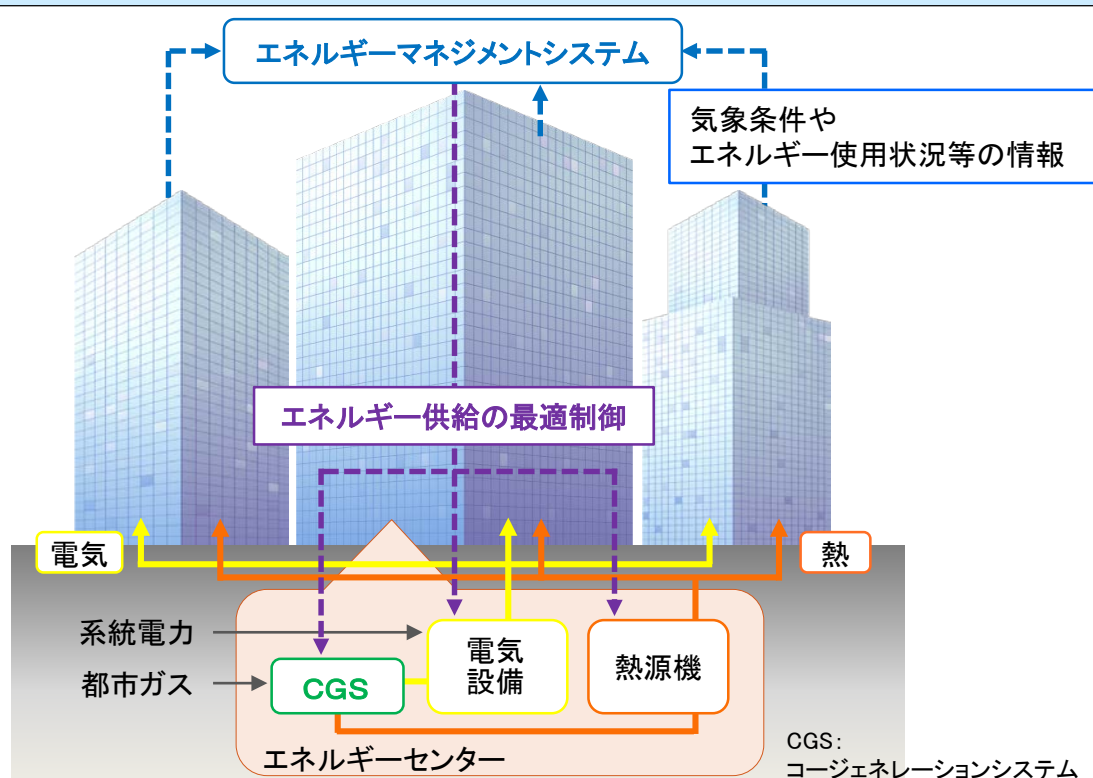 エネルギーマネジメントシステム
気象条件や
エネルギー使用状況等の情報
エネルギー供給の最適制御
電気
熱
系統電力
都市ガス
電気
設備
熱源機
CGS
エネルギーセンター
CGS：
コージェネレーションシステム